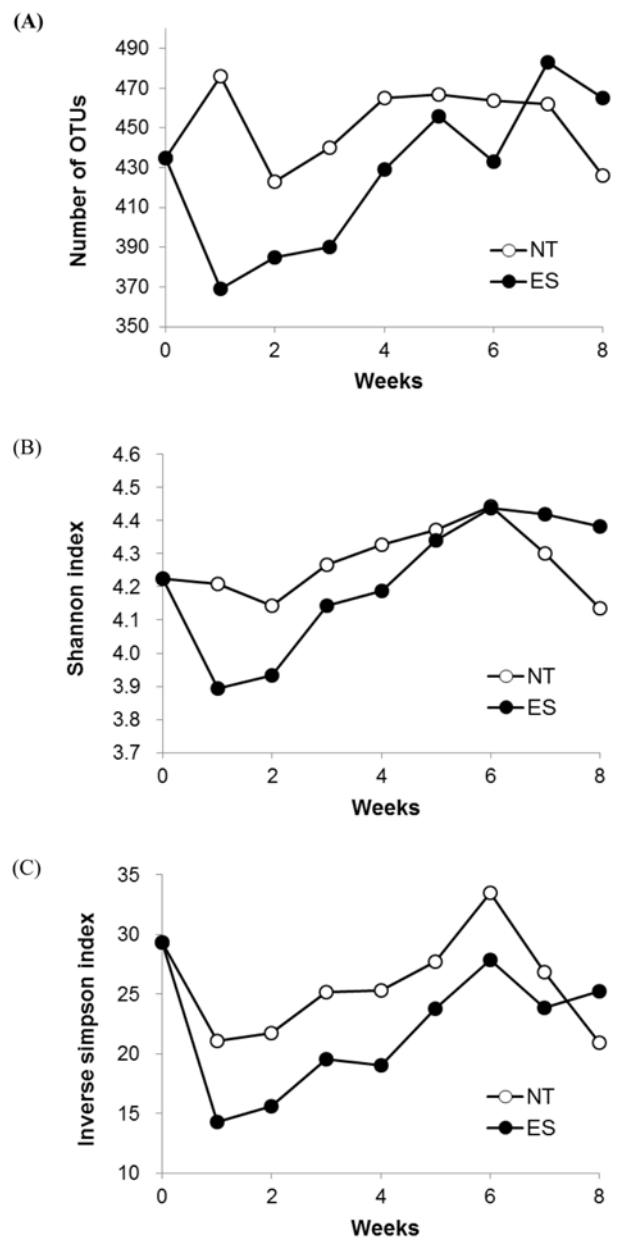 (A)
Number of OTUs
490
470
450
430
410
390
370
350
NT
ES
0 2 4 6 8
Weeks
(B)
Shannon index
4.6
4.5
4.4
4.3
4.2
4.1
4.0
3.9
3.8
3.7
NT
ES
0 2 4 6 8
Weeks
(C)
Inverse simpson index
35
30
25
20
15
10
NT
ES
0 2 4 6 8
Weeks